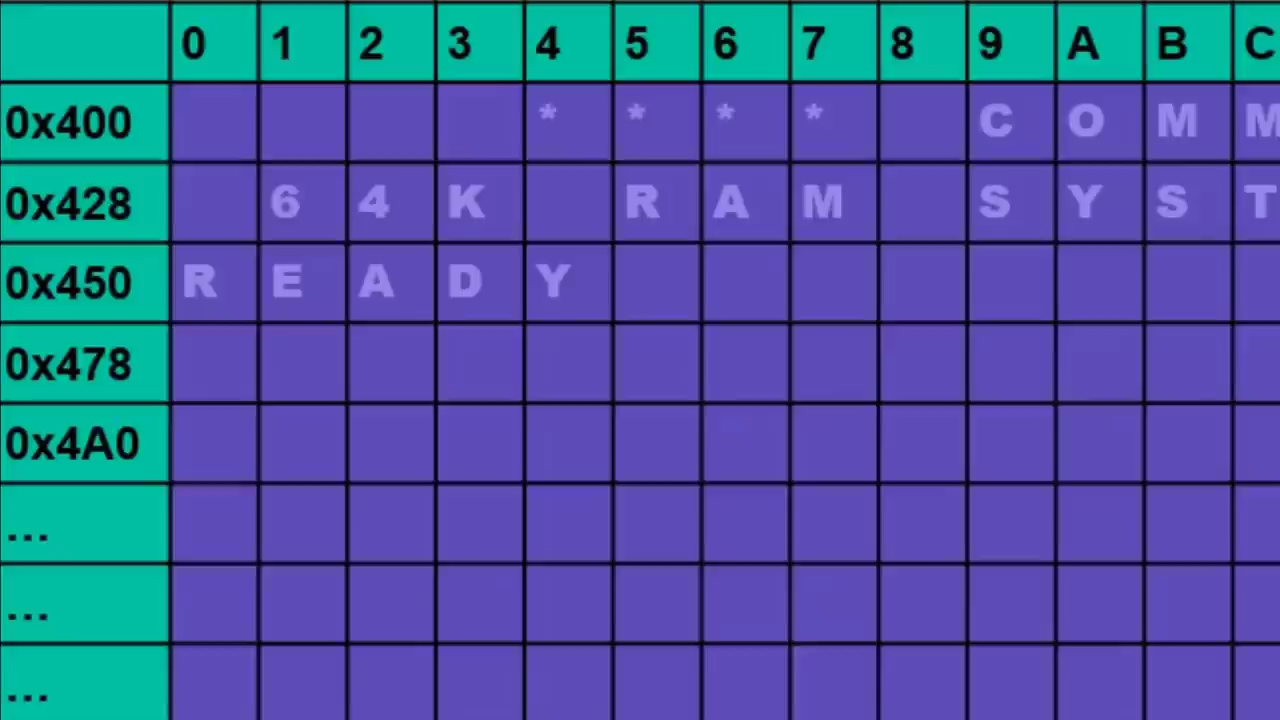 0 1 2 3 4 5 6 7 8 9 A B C
0x400 * * * * C O M M
0x428 6 4 K R A M S Y S T
0x450 R E A D Y
0x478
0x4A0
...
...
...